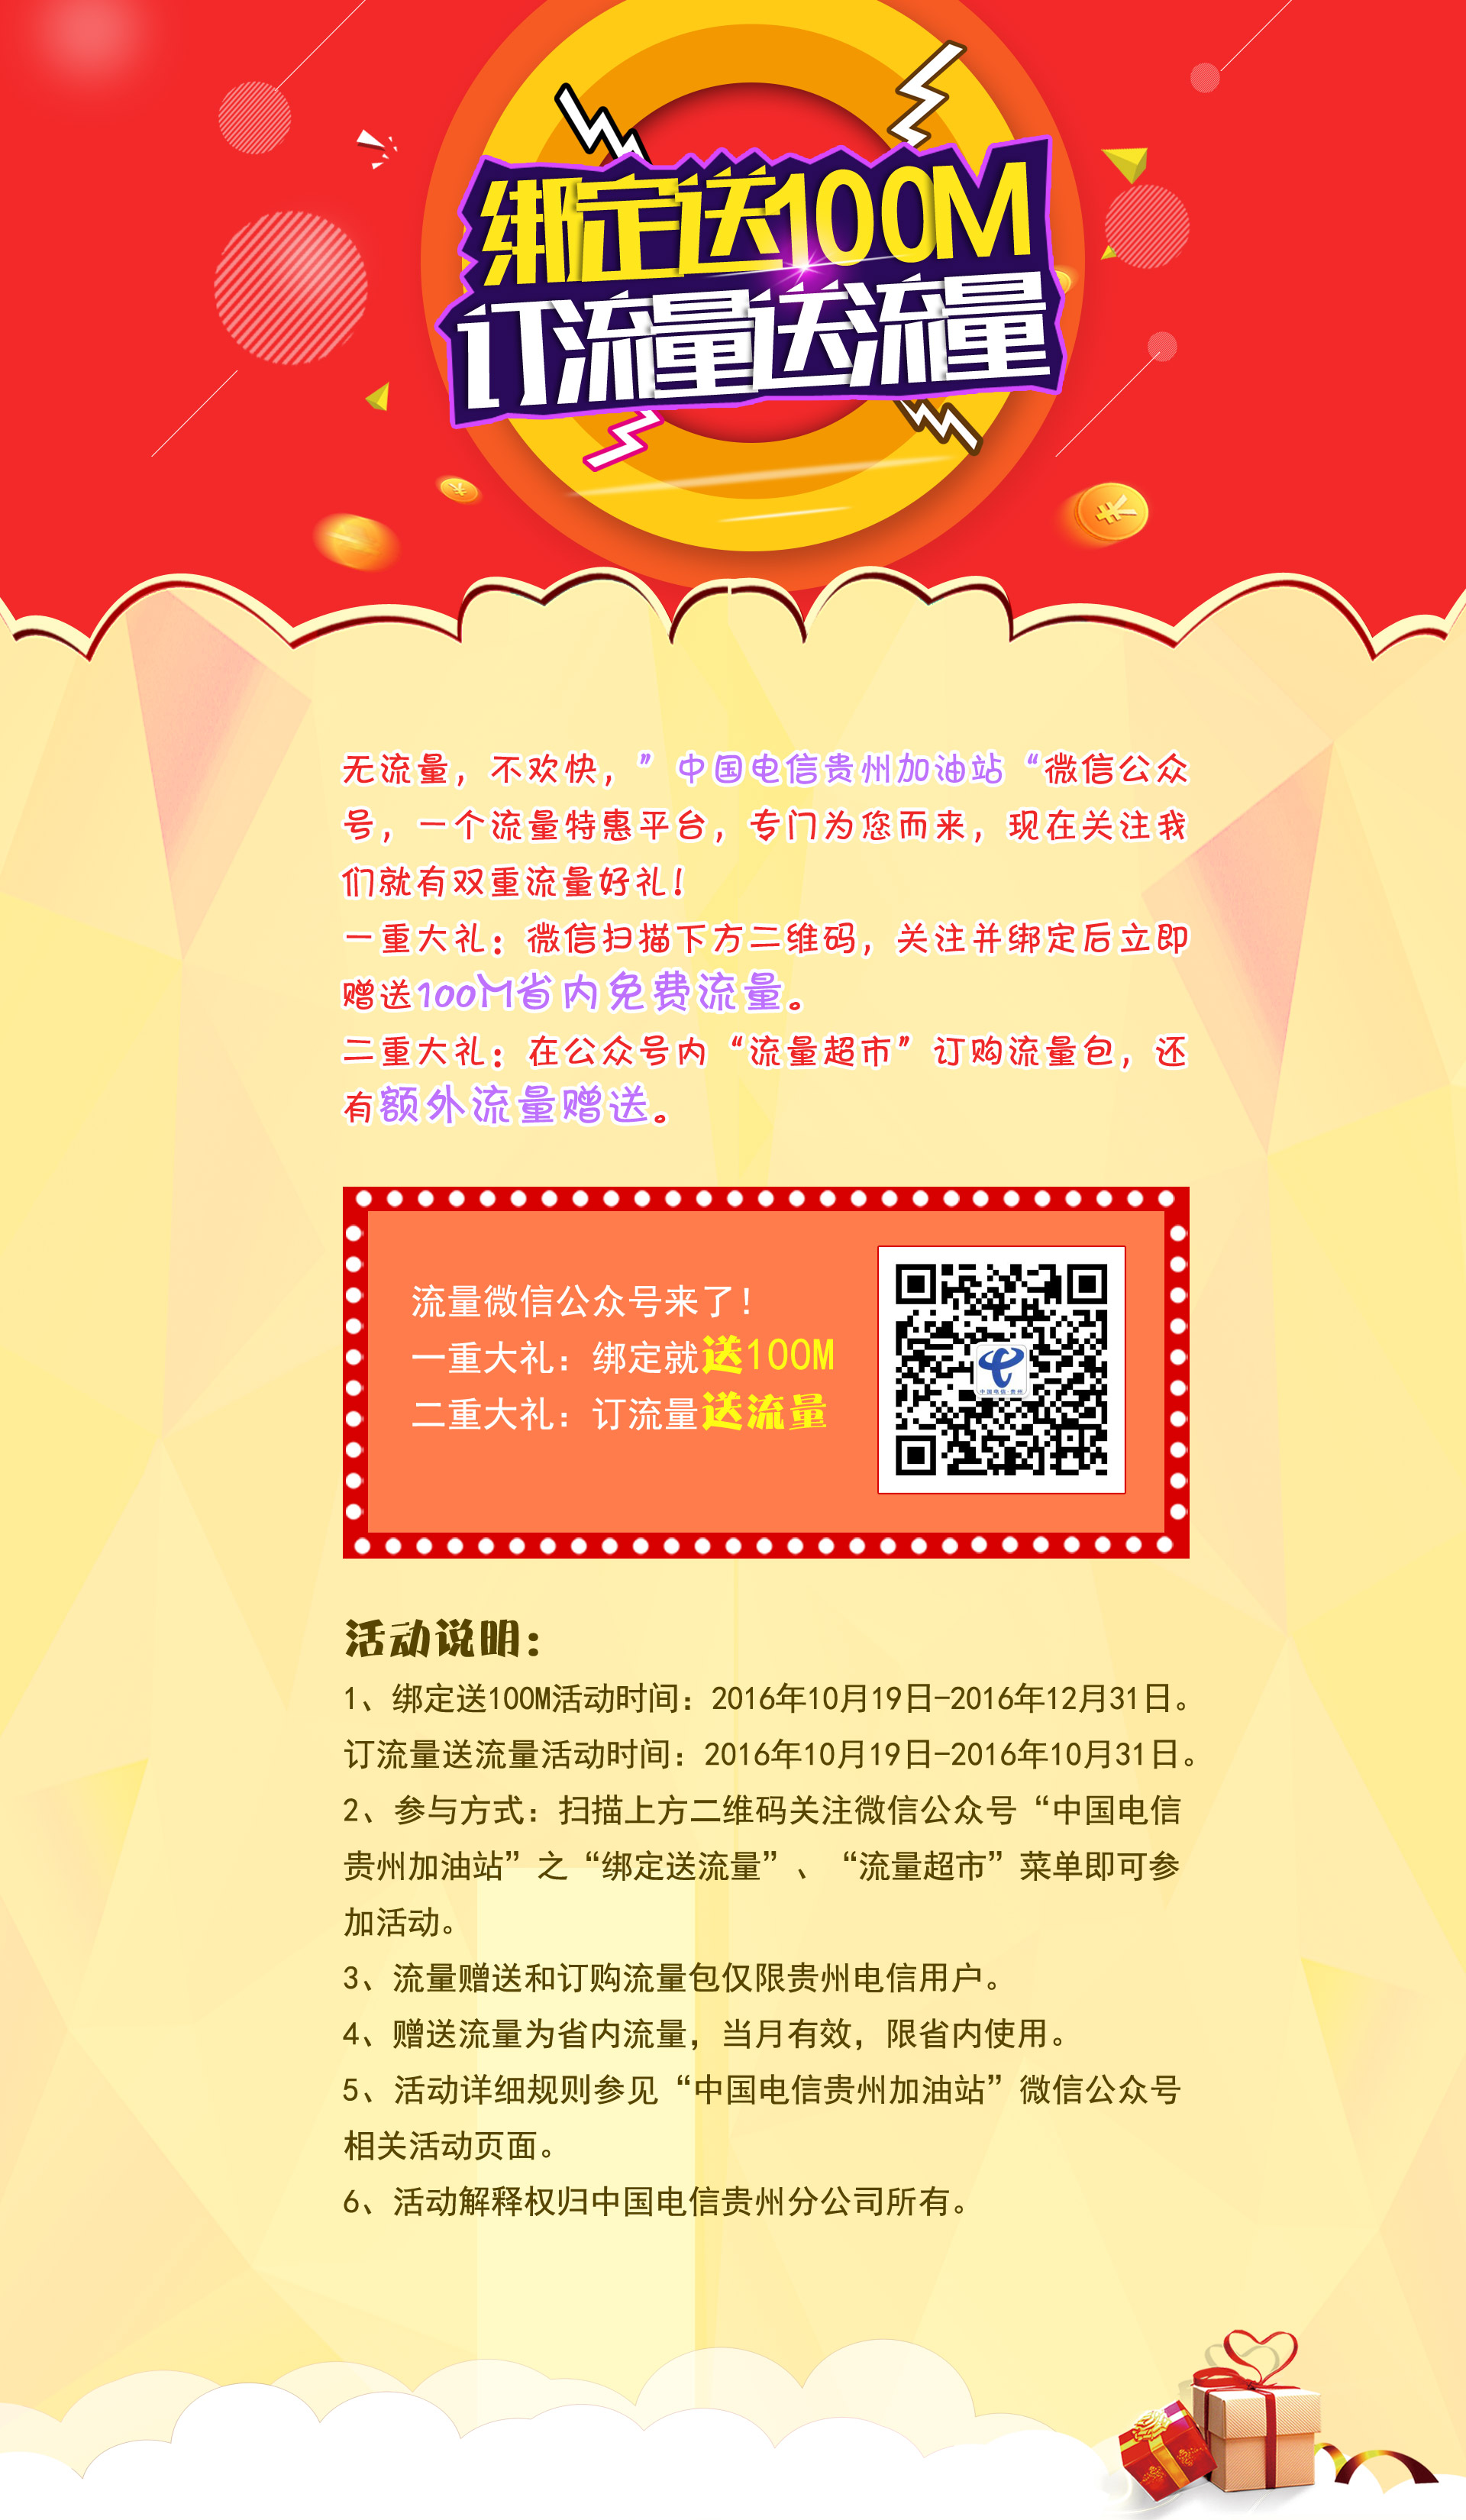 绑定送100M
订流量送流量
无流量，不欢快，”中国电信贵州加油站“微信公众
号，一个流量特惠平台，专门为您而来，现在关注我
们就有双重流量好礼！
一重大礼：微信扫描下方二维码，关注并绑定后立即
赠送100M省内免费流量。
二重大礼：在公众号内“流量超市”订购流量包，还
有额外流量赠送。
流量微信公众号来了！
一重大礼：绑定就送100M
二重大礼：订流量送流量
中国电信·贵州
活动说明：
1、绑定送100M活动时间：2016年10月19日-2016年12月31日。
订流量送流量活动时间：2016年10月19日-2016年10月31日。
2、参与方式：扫描上方二维码关注微信公众号“中国电信
贵州加油站”之“绑定送流量”、“流量超市”菜单即可参
加活动。
3、流量赠送和订购流量包仅限贵州电信用户。
4、赠送流量为省内流量，当月有效，限省内使用。
5、活动详细规则参见“中国电信贵州加油站”微信公众号
相关活动页面。
6、活动解释权归中国电信贵州分公司所有。